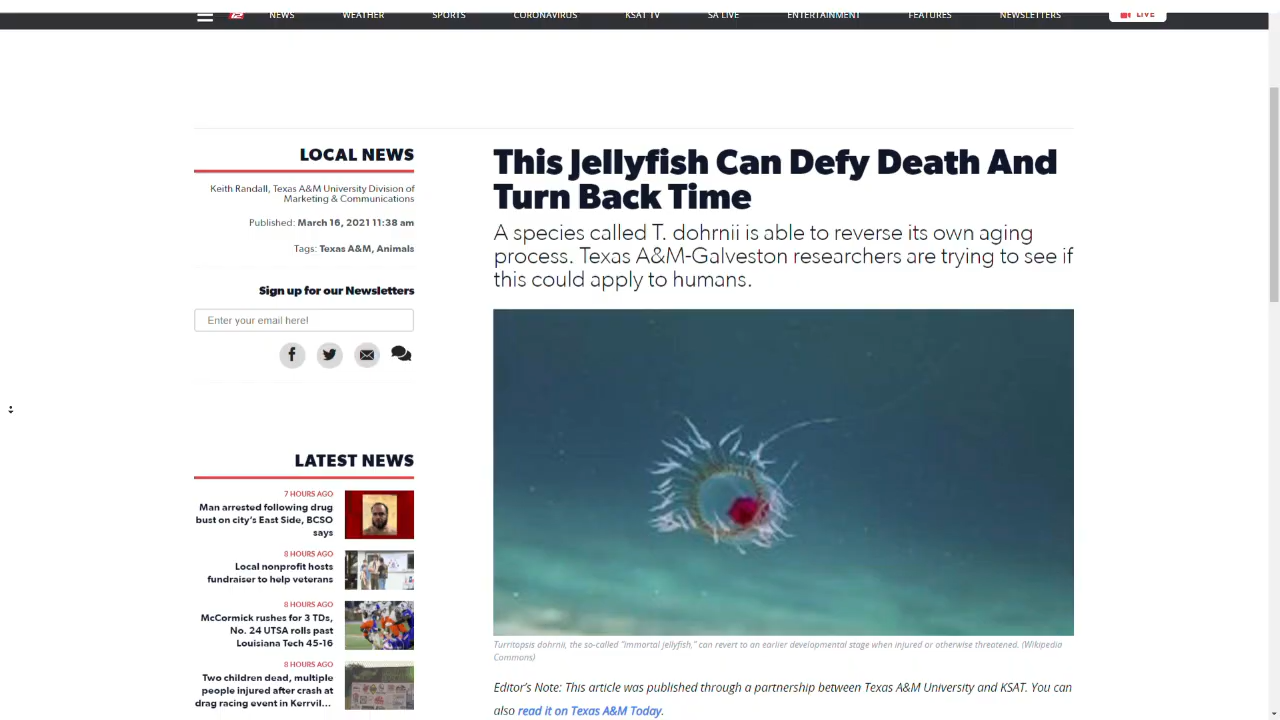 NEWS WEATHER SPORTS CORONAVIRUS KSAT TV SA LIVE ENTERTAINMENT FEATURES NEWSLETTERS LIVE
LOCAL NEWS
Keith Randall, Texas A&M University Division of
Marketing & Communications
Published: March 16, 2021 11:38 am
Tags: Texas A&M, Animals
Sign up for our Newsletters
Enter your email here!
LATEST NEWS
7 HOURS AGO
Man arrested following drug
bust on city's East Side, BCSO
says
8 HOURS AGO
Local nonprofit hosts
fundraiser to help veterans
8 HOURS AGO
McCormick rushes for 3 TDs,
No. 24 UTSA rolls past
Louisiana Tech 45-16
8 HOURS AGO
Two children dead, multiple
people injured after crash at
drag racing event in Kerrvil...
This Jellyfish Can Defy Death And
Turn Back Time
A species called T. dohrnii is able to reverse its own aging
process. Texas A&M-Galveston researchers are trying to see if
this could apply to humans.
Turritopsis dohrnii, the so-called "immortal jellyfish," can revert to an earlier developmental stage when injured or otherwise threatened. (Wikipedia
Commons)
Editor's Note: This article was published through a partnership between Texas A&M University and KSAT. You can
also read it on Texas A&M Today.